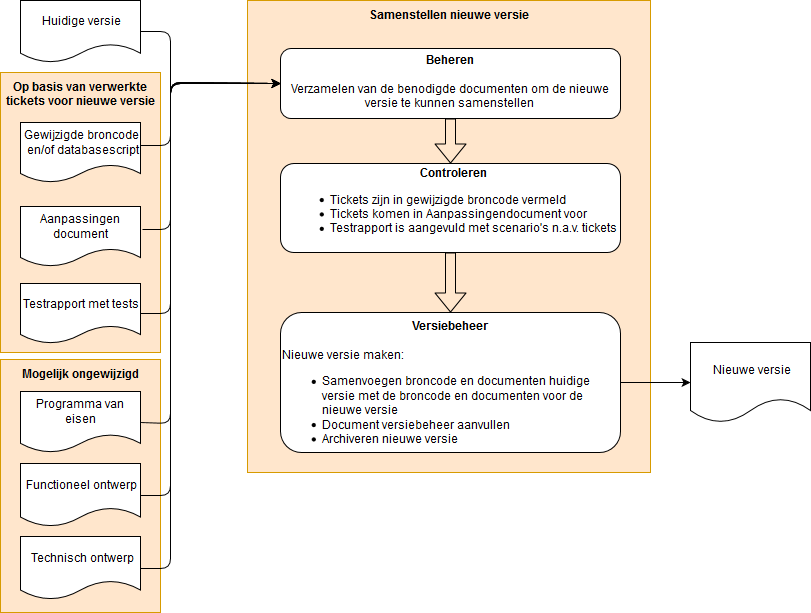 Huidige versie
Op basis van verwerkte
tickets voor nieuwe versie
Gewijzigde broncode
en/of databasescript
Aanpassingen
document
Testrapport met tests
Mogelijk ongewijzigd
Programma van
eisen
Functioneel ontwerp
Technisch ontwerp
Samenstellen nieuwe versie
Beheren
Verzamelen van de benodigde documenten om de nieuwe
versie te kunnen samenstellen
Controleren
• Tickets zijn in gewijzigde broncode vermeld
• Tickets komen in Aanpassingendocument voor
• Testrapport is aangevuld met scenario's n.a.v. tickets
Versiebeheer
Nieuwe versie maken:
• Samenvoegen broncode en documenten huidige
versie met de broncode en documenten voor de
nieuwe versie
• Document versiebeheer aanvullen
• Archiveren nieuwe versie
Nieuwe versie